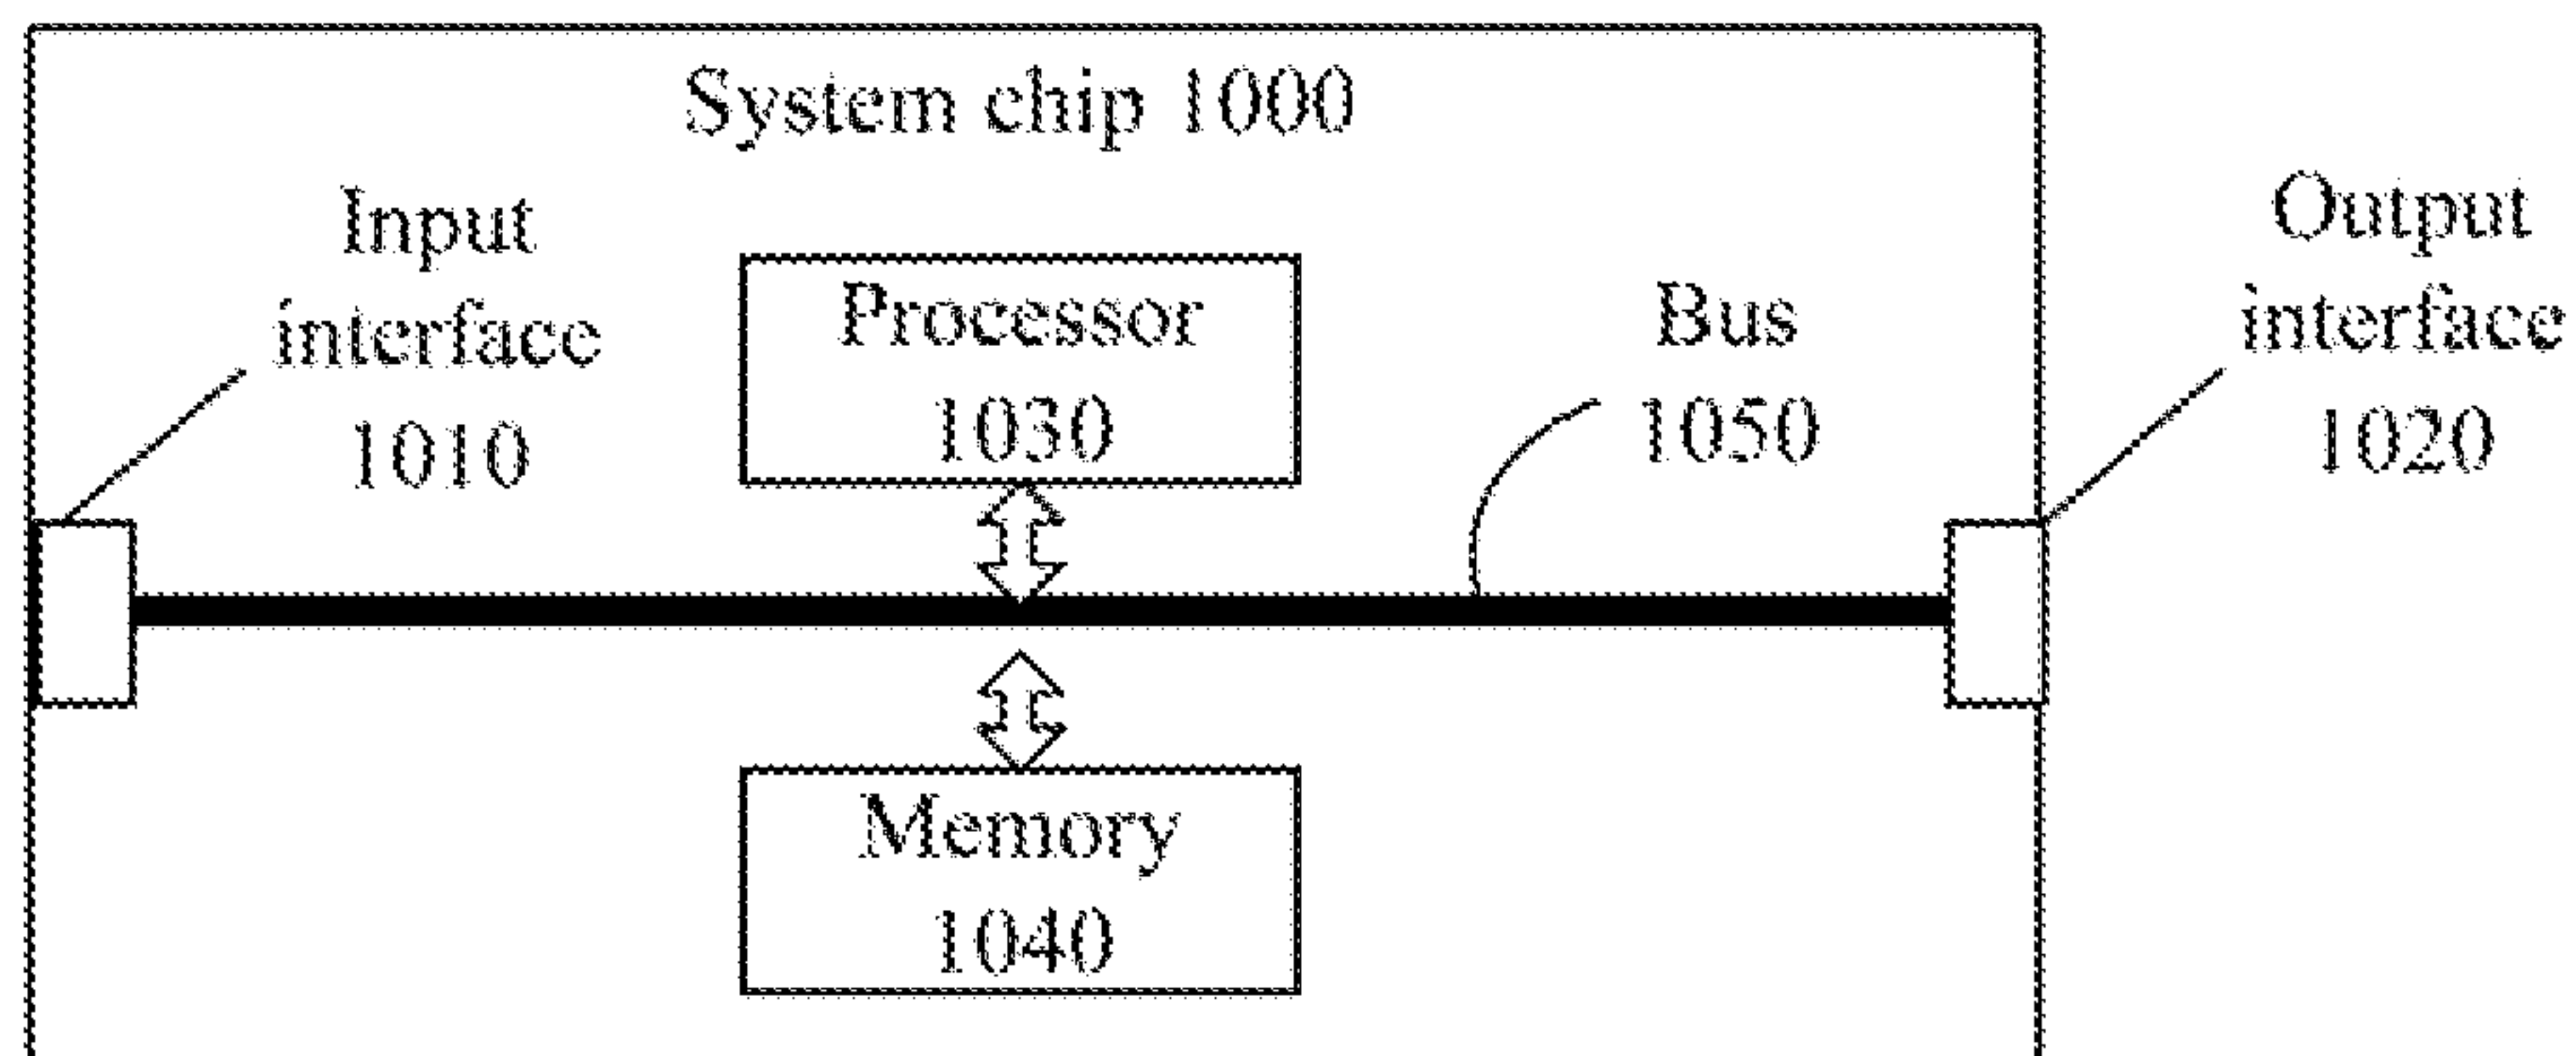 System chip 1000
Input
interface
1010
Processor
1030
Bus
1050
Output
interface
1020
Memory
1040